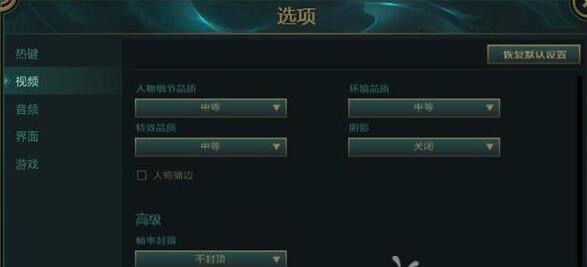 选项
恢复默认设置
热键
视频
音频
界面
游戏
人物细节品质 环境品质
中等 中等
特效品质 阴影
中等 关闭
人物描边
高级
帧率封顶
不封顶